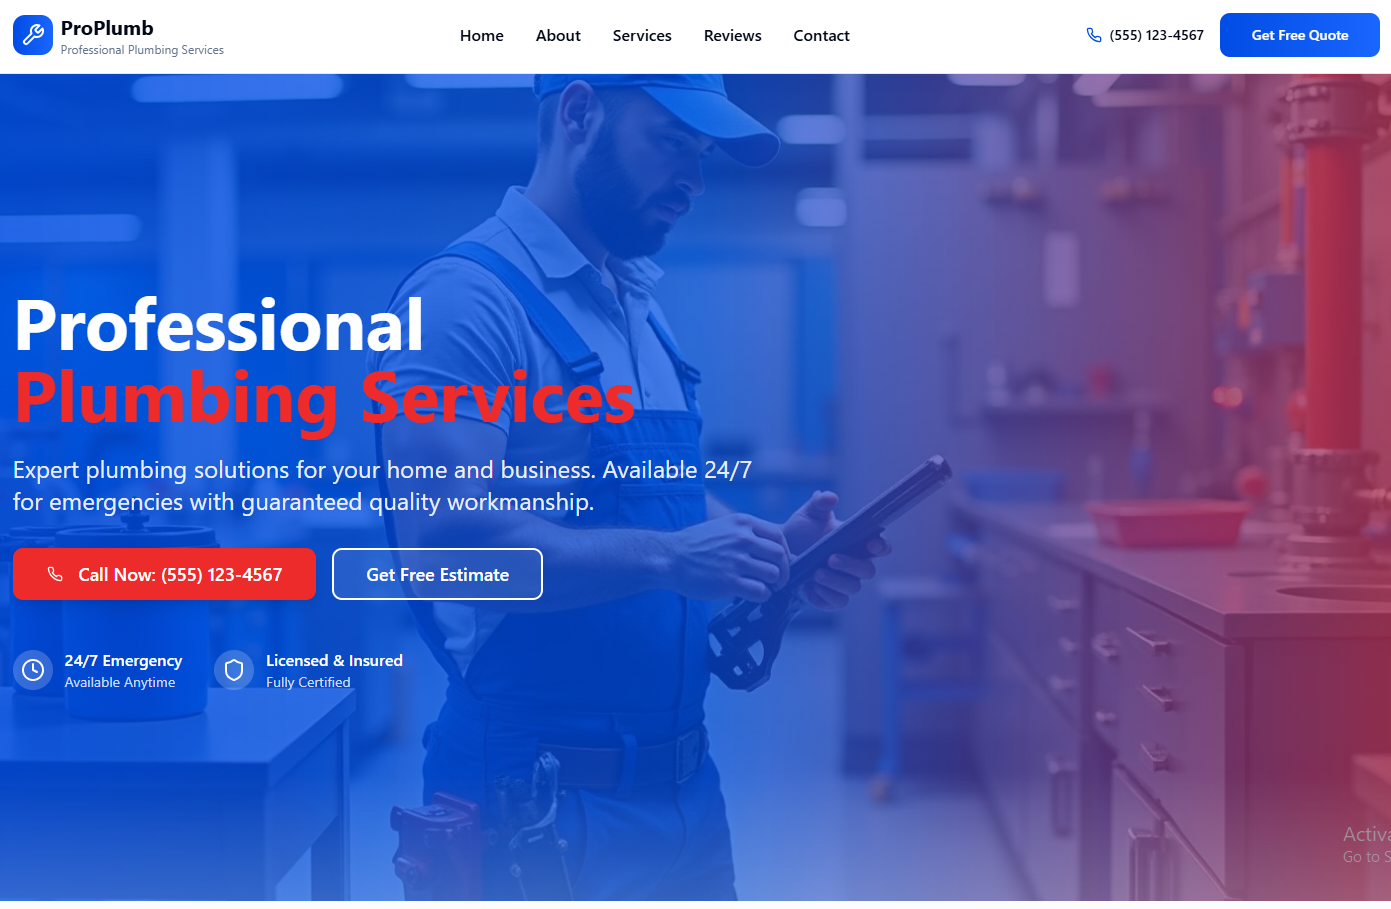 ProPlumb
Professional Plumbing Services
Home About Services Reviews Contact
(555) 123-4567
Get Free Quote
Professional
Plumbing Services
Expert plumbing solutions for your home and business. Available 24/7
for emergencies with guaranteed quality workmanship.
Call Now: (555) 123-4567
Get Free Estimate
24/7 Emergency
Available Anytime
Licensed & Insured
Fully Certified
Go to